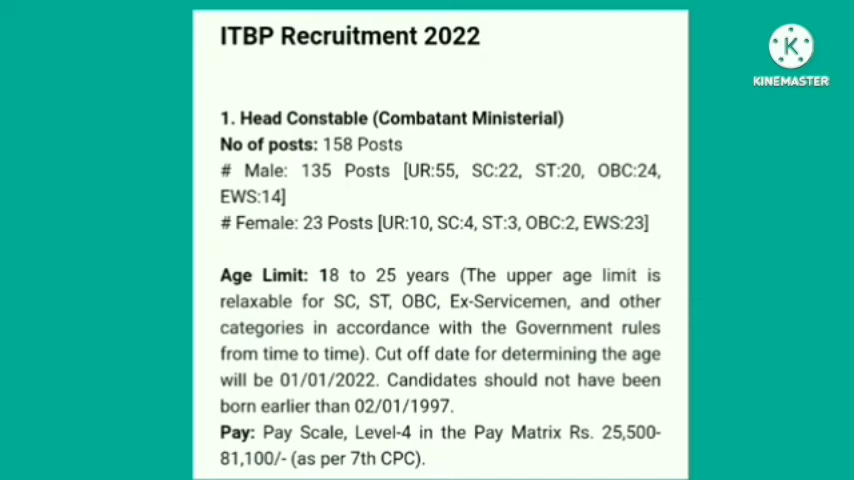 ITBP Recruitment 2022
KINEMASTER
1. Head Constable (Combatant Ministerial)
No of posts: 158 Posts
# Male: 135 Posts [UR:55, SC:22, ST:20, OBC:24,
EWS:14]
# Female: 23 Posts [UR:10, SC:4, ST:3, OBC:2, EWS:23]
Age Limit: 18 to 25 years (The upper age limit is
relaxable for SC, ST, OBC, Ex-Servicemen, and other
categories in accordance with the Government rules
from time to time). Cut off date for determining the age
will be 01/01/2022. Candidates should not have been
born earlier than 02/01/1997.
Pay: Pay Scale, Level-4 in the Pay Matrix Rs. 25,500-
81,100/- (as per 7th CPC).